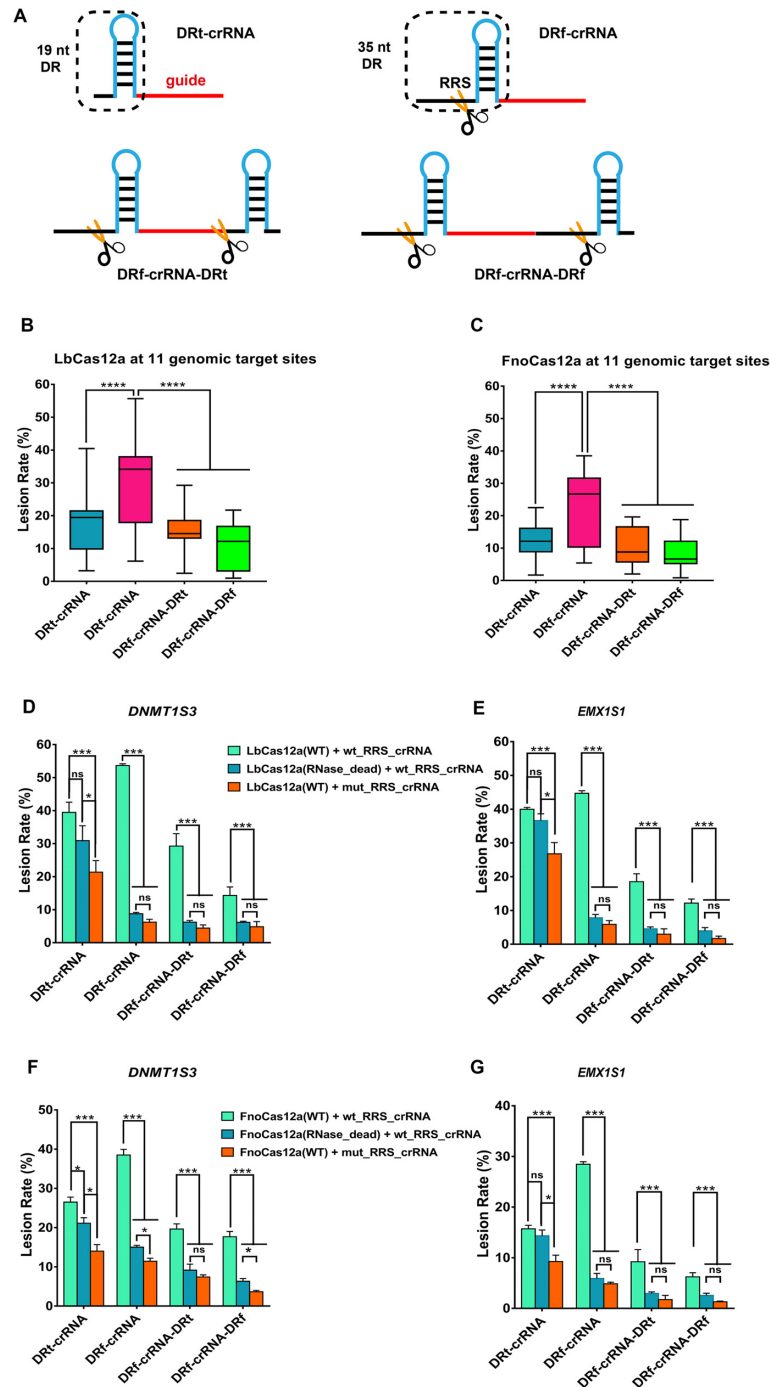 A
19 nt
DR
DRt-crRNA
guide
35 nt
DR
DRf-crRNA
RRS
DRf-crRNA-DRt
DRf-crRNA-DRf
B
LbCas12a at 11 genomic target sites
Lesion Rate (%)
60
50
40
30
20
10
0
****
****
DRt-crRNA
DRf-crRNA
DRf-crRNA-DRt
DRf-crRNA-DRf
C
FnoCas12a at 11 genomic target sites
Lesion Rate (%)
60
50
40
30
20
10
0
****
****
DRt-crRNA
DRf-crRNA
DRf-crRNA-DRt
DRf-crRNA-DRf
D
DNMT1S3
LbCas12a(WT) + wt_RRS_crRNA
LbCas12a(RNase_dead) + wt_RRS_crRNA
LbCas12a(WT) + mut_RRS_crRNA
Lesion Rate (%)
60
50
40
30
20
10
0
***
ns
*
***
ns
***
ns
***
ns
DRt-crRNA
DRf-crRNA
DRf-crRNA-DRt
DRf-crRNA-DRf
E
EMX1S1
Lesion Rate (%)
60
50
40
30
20
10
0
***
ns
*
***
ns
***
ns
***
ns
DRt-crRNA
DRf-crRNA
DRf-crRNA-DRt
DRf-crRNA-DRf
F
DNMT1S3
FnoCas12a(WT) + wt_RRS_crRNA
FnoCas12a(RNase_dead) + wt_RRS_crRNA
FnoCas12a(WT) + mut_RRS_crRNA
Lesion Rate (%)
50
40
30
20
10
0
***
*
*
***
*
***
ns
***
*
DRt-crRNA
DRf-crRNA
DRf-crRNA-DRt
DRf-crRNA-DRf
G
EMX1S1
Lesion Rate (%)
40
30
20
10
0
***
ns
*
***
ns
***
ns
***
ns
DRt-crRNA
DRf-crRNA
DRf-crRNA-DRt
DRf-crRNA-DRf